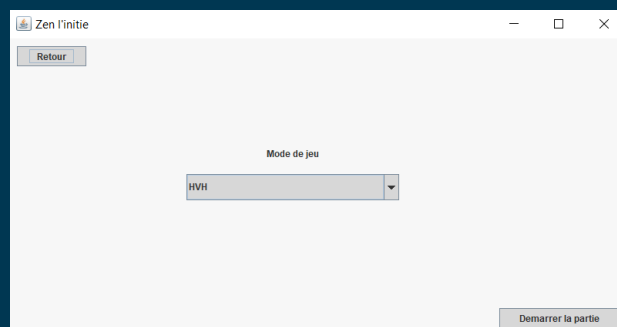 Zen l'initie
Retour
Mode de jeu
HVH
Demarrer la partie